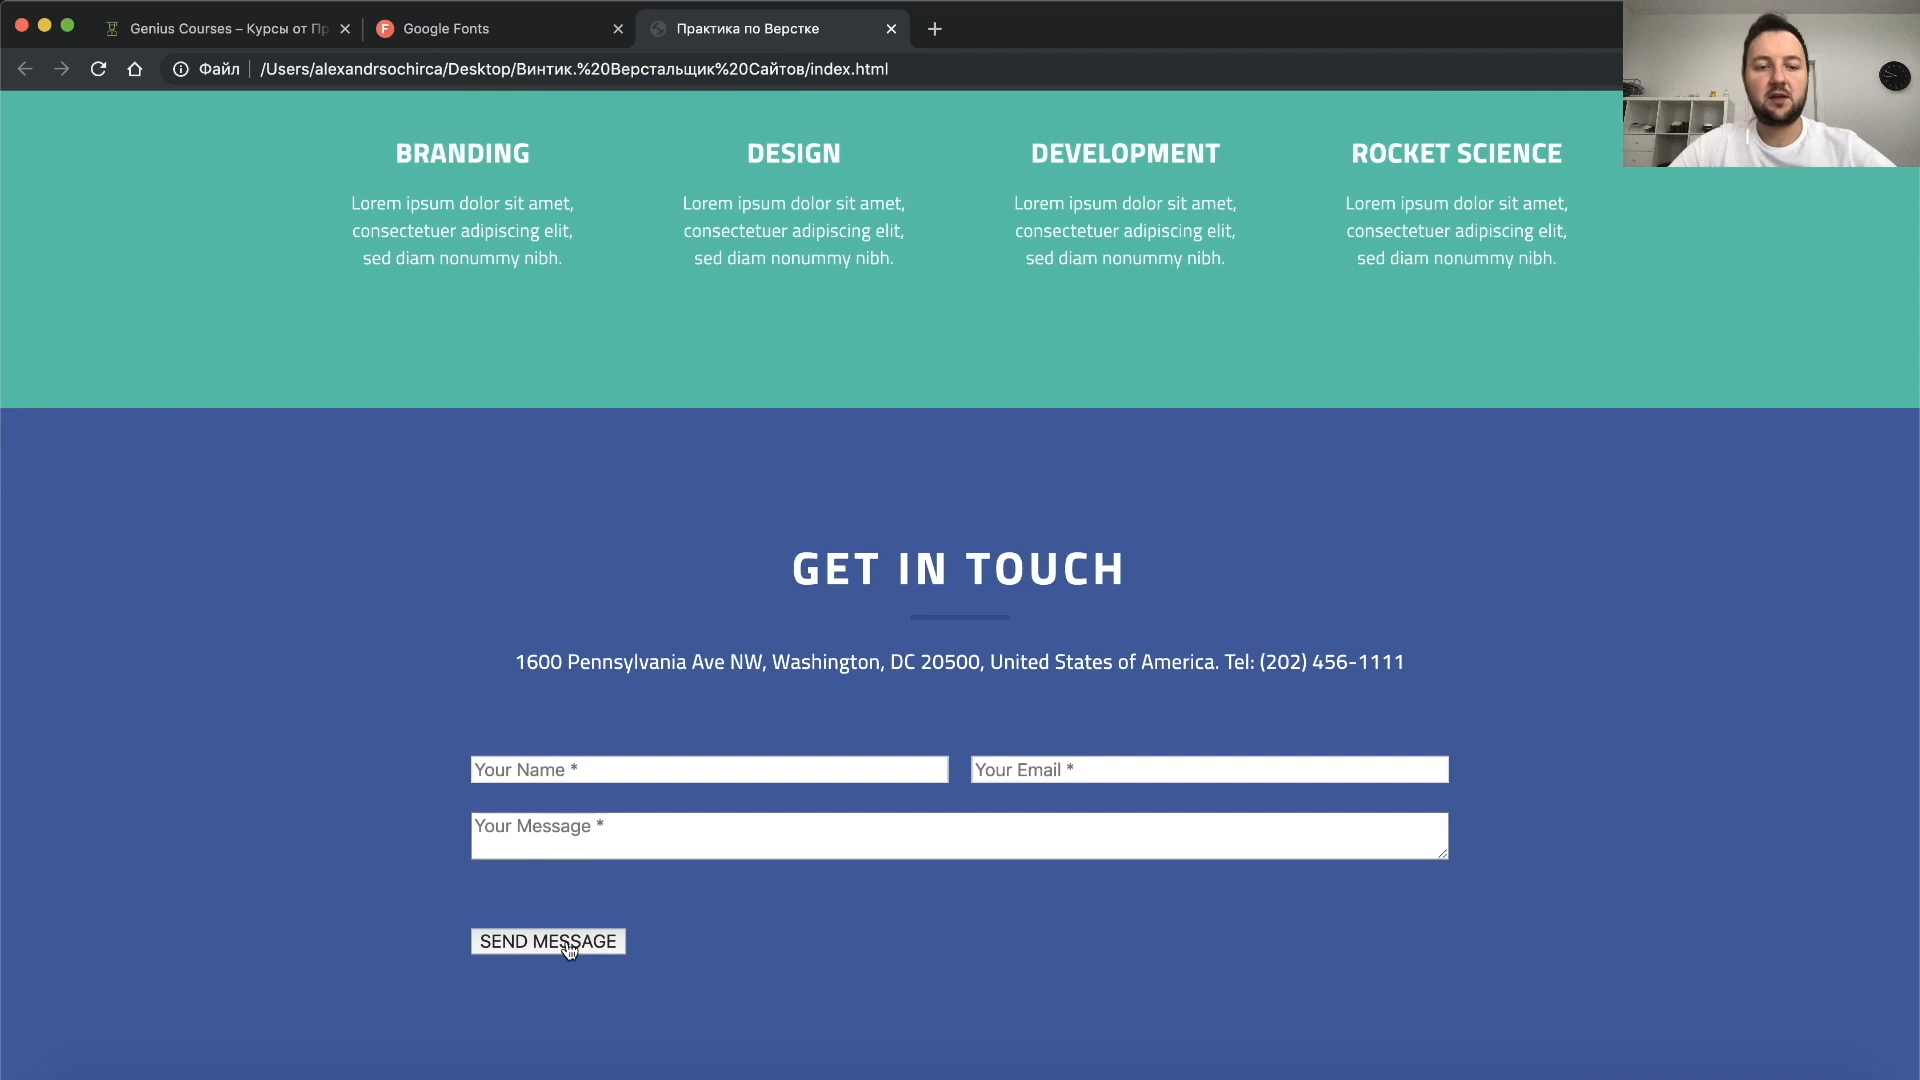 Genius Courses – Курсы от Пр
Google Fonts
Практика по Верстке
Файл /Users/alexandrsochirca/Desktop/Винтик.%20Верстальщик%20Сайтов/index.html
BRANDING DESIGN DEVELOPMENT ROCKET SCIENCE
Lorem ipsum dolor sit amet, Lorem ipsum dolor sit amet, Lorem ipsum dolor sit amet, Lorem ipsum dolor sit amet,
consectetuer adipiscing elit, consectetuer adipiscing elit, consectetuer adipiscing elit, consectetuer adipiscing elit,
sed diam nonummy nibh. sed diam nonummy nibh. sed diam nonummy nibh. sed diam nonummy nibh.
GET IN TOUCH
1600 Pennsylvania Ave NW, Washington, DC 20500, United States of America. Tel: (202) 456-1111
Your Name * Your Email *
Your Message *
SEND MESSAGE